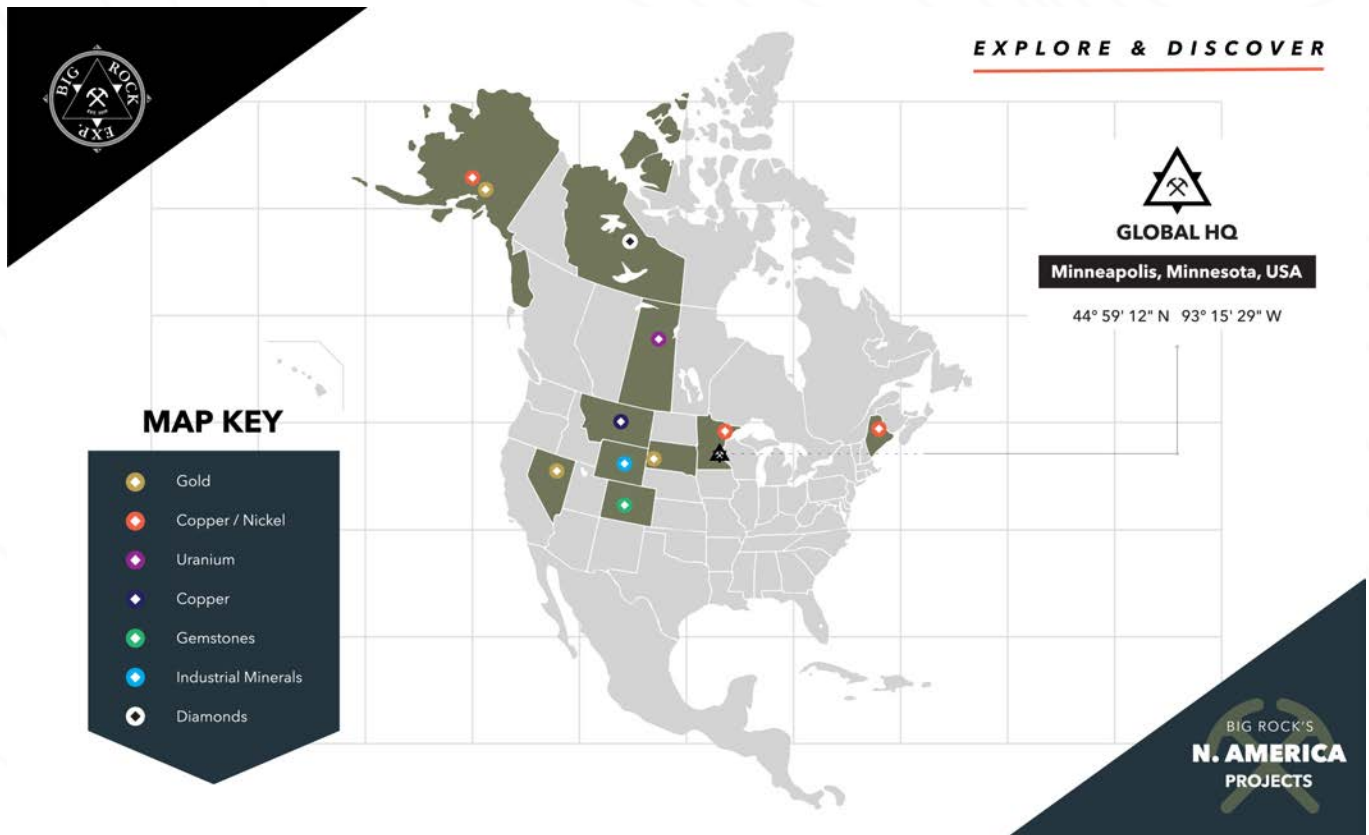 BIG ROCK EXP.
EXPLORE & DISCOVER
GLOBAL HQ
Minneapolis, Minnesota, USA
44° 59' 12" N 93° 15' 29" W
MAP KEY
Gold
Copper / Nickel
Uranium
Copper
Gemstones
Industrial Minerals
Diamonds
BIG ROCK'S
N. AMERICA
PROJECTS